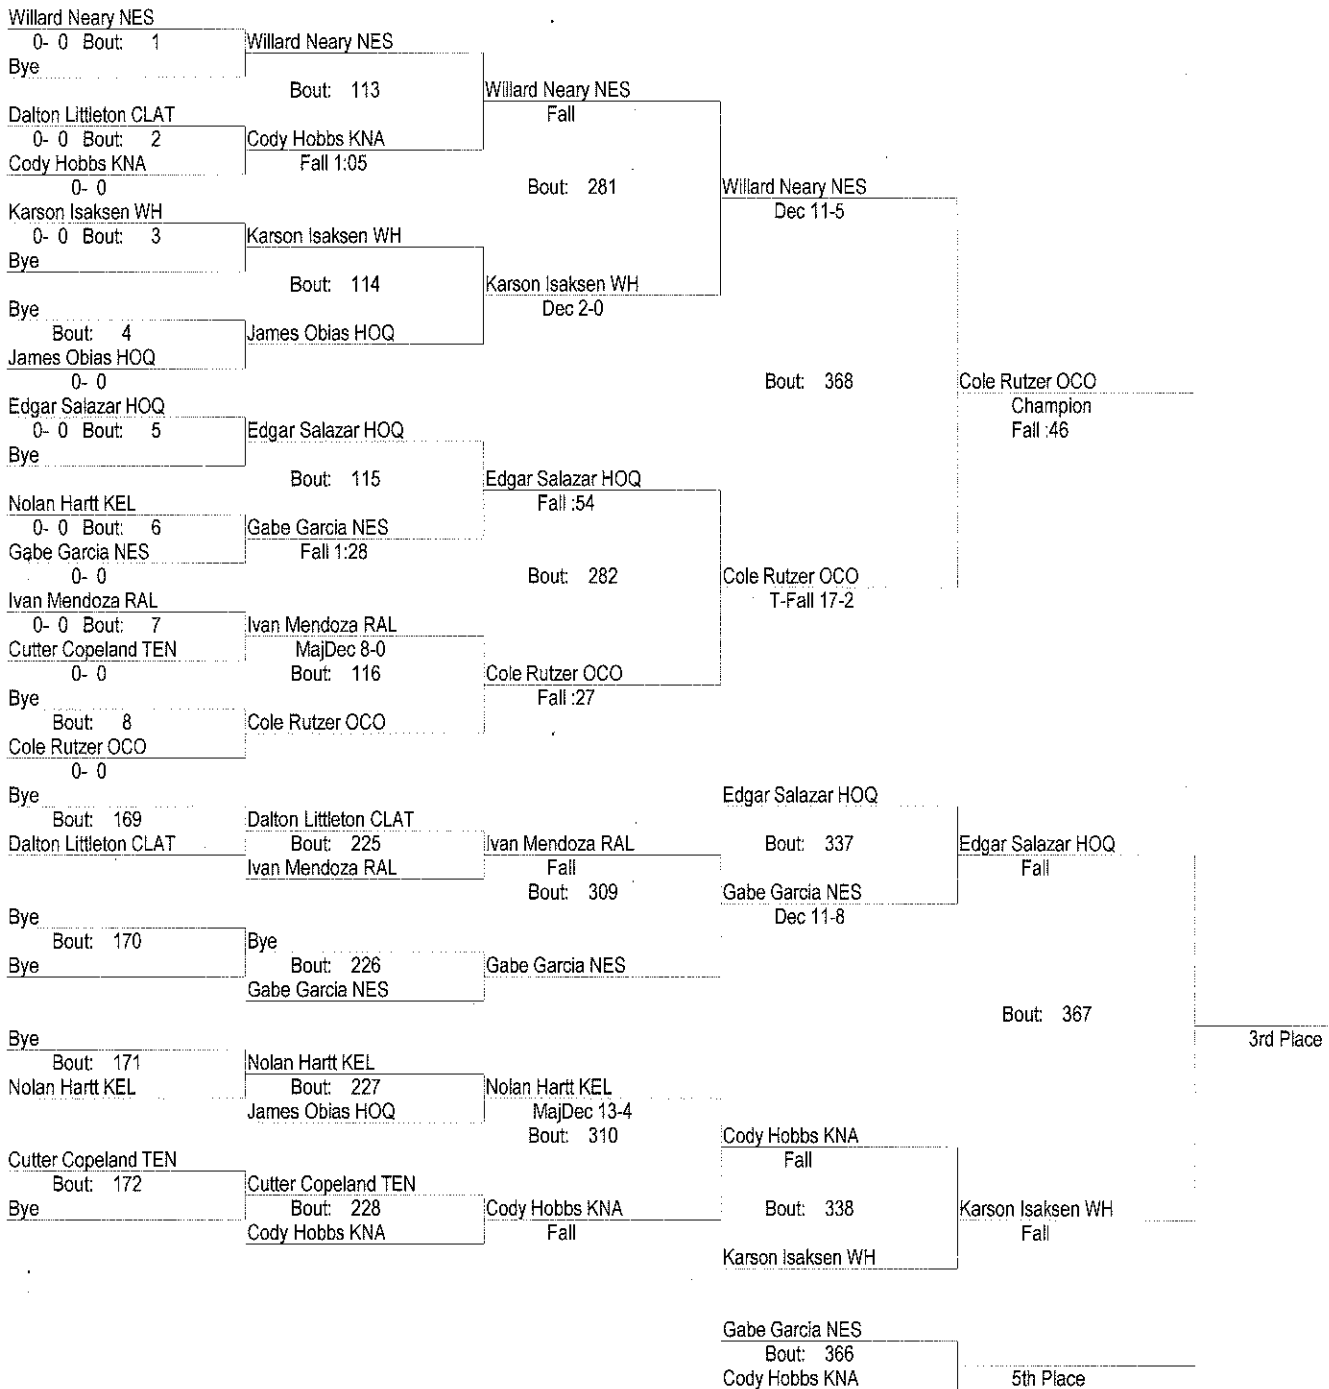 Willard Neary NES
0- 0 Bout: 1
Bye
Willard Neary NES
Bout: 113
Willard Neary NES
Fall
Dalton Littleton CLAT
0- 0 Bout: 2
Cody Hobbs KNA
0- 0
Cody Hobbs KNA
Fall 1:05
Bout: 281
Willard Neary NES
Dec 11-5
Karson Isaksen WH
0- 0 Bout: 3
Bye
Karson Isaksen WH
Bout: 114
Karson Isaksen WH
Dec 2-0
Bye
Bout: 4
James Obias HOQ
0- 0
James Obias HOQ
Bout: 368
Cole Rutzer OCO
Champion
Fall :46
Edgar Salazar HOQ
0- 0 Bout: 5
Bye
Edgar Salazar HOQ
Bout: 115
Edgar Salazar HOQ
Fall :54
Nolan Hartt KEL
0- 0 Bout: 6
Gabe Garcia NES
0- 0
Gabe Garcia NES
Fall 1:28
Bout: 282
Cole Rutzer OCO
T-Fall 17-2
Ivan Mendoza RAL
0- 0 Bout: 7
Cutter Copeland TEN
0- 0
Ivan Mendoza RAL
MajDec 8-0
Bout: 116
Cole Rutzer OCO
Fall :27
Bye
Bout: 8
Cole Rutzer OCO
0- 0
Cole Rutzer OCO
Bye
Bout: 169
Dalton Littleton CLAT
Dalton Littleton CLAT
Bout: 225
Ivan Mendoza RAL
Ivan Mendoza RAL
Fall
Bout: 309
Edgar Salazar HOQ
Bout: 337
Gabe Garcia NES
Dec 11-8
Edgar Salazar HOQ
Fall
Bye
Bout: 170
Bye
Bye
Bout: 226
Gabe Garcia NES
Gabe Garcia NES
Bout: 367
3rd Place
Bye
Bout: 171
Nolan Hartt KEL
Nolan Hartt KEL
Bout: 227
James Obias HOQ
Nolan Hartt KEL
MajDec 13-4
Bout: 310
Cody Hobbs KNA
Fall
Cutter Copeland TEN
Bout: 172
Bye
Cutter Copeland TEN
Bout: 228
Cody Hobbs KNA
Cody Hobbs KNA
Fall
Bout: 338
Karson Isaksen WH
Karson Isaksen WH
Fall
Gabe Garcia NES
Bout: 366
Cody Hobbs KNA
5th Place